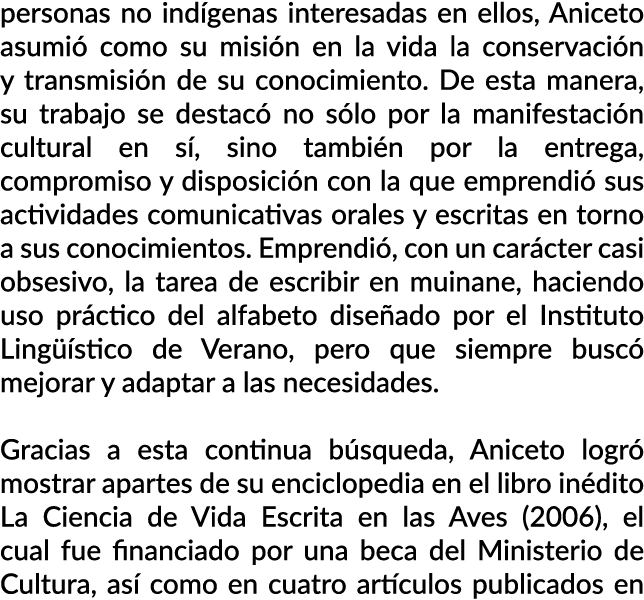 personas no indígenas interesadas en ellos, Aniceto
asumió como su misión en la vida la conservación
y transmisión de su conocimiento. De esta manera,
su trabajo se destacó no sólo por la manifestación
cultural en sí, sino también por la entrega,
compromiso y disposición con la que emprendió sus
actividades comunicativas orales y escritas en torno
a sus conocimientos. Emprendió, con un carácter casi
obsesivo, la tarea de escribir en muinane, haciendo
uso práctico del alfabeto diseñado por el Instituto
Lingüístico de Verano, pero que siempre buscó
mejorar y adaptar a las necesidades.

Gracias a esta continua búsqueda, Aniceto logró
mostrar apartes de su enciclopedia en el libro inédito
La Ciencia de Vida Escrita en las Aves (2006), el
cual fue financiado por una beca del Ministerio de
Cultura, así como en cuatro artículos publicados en